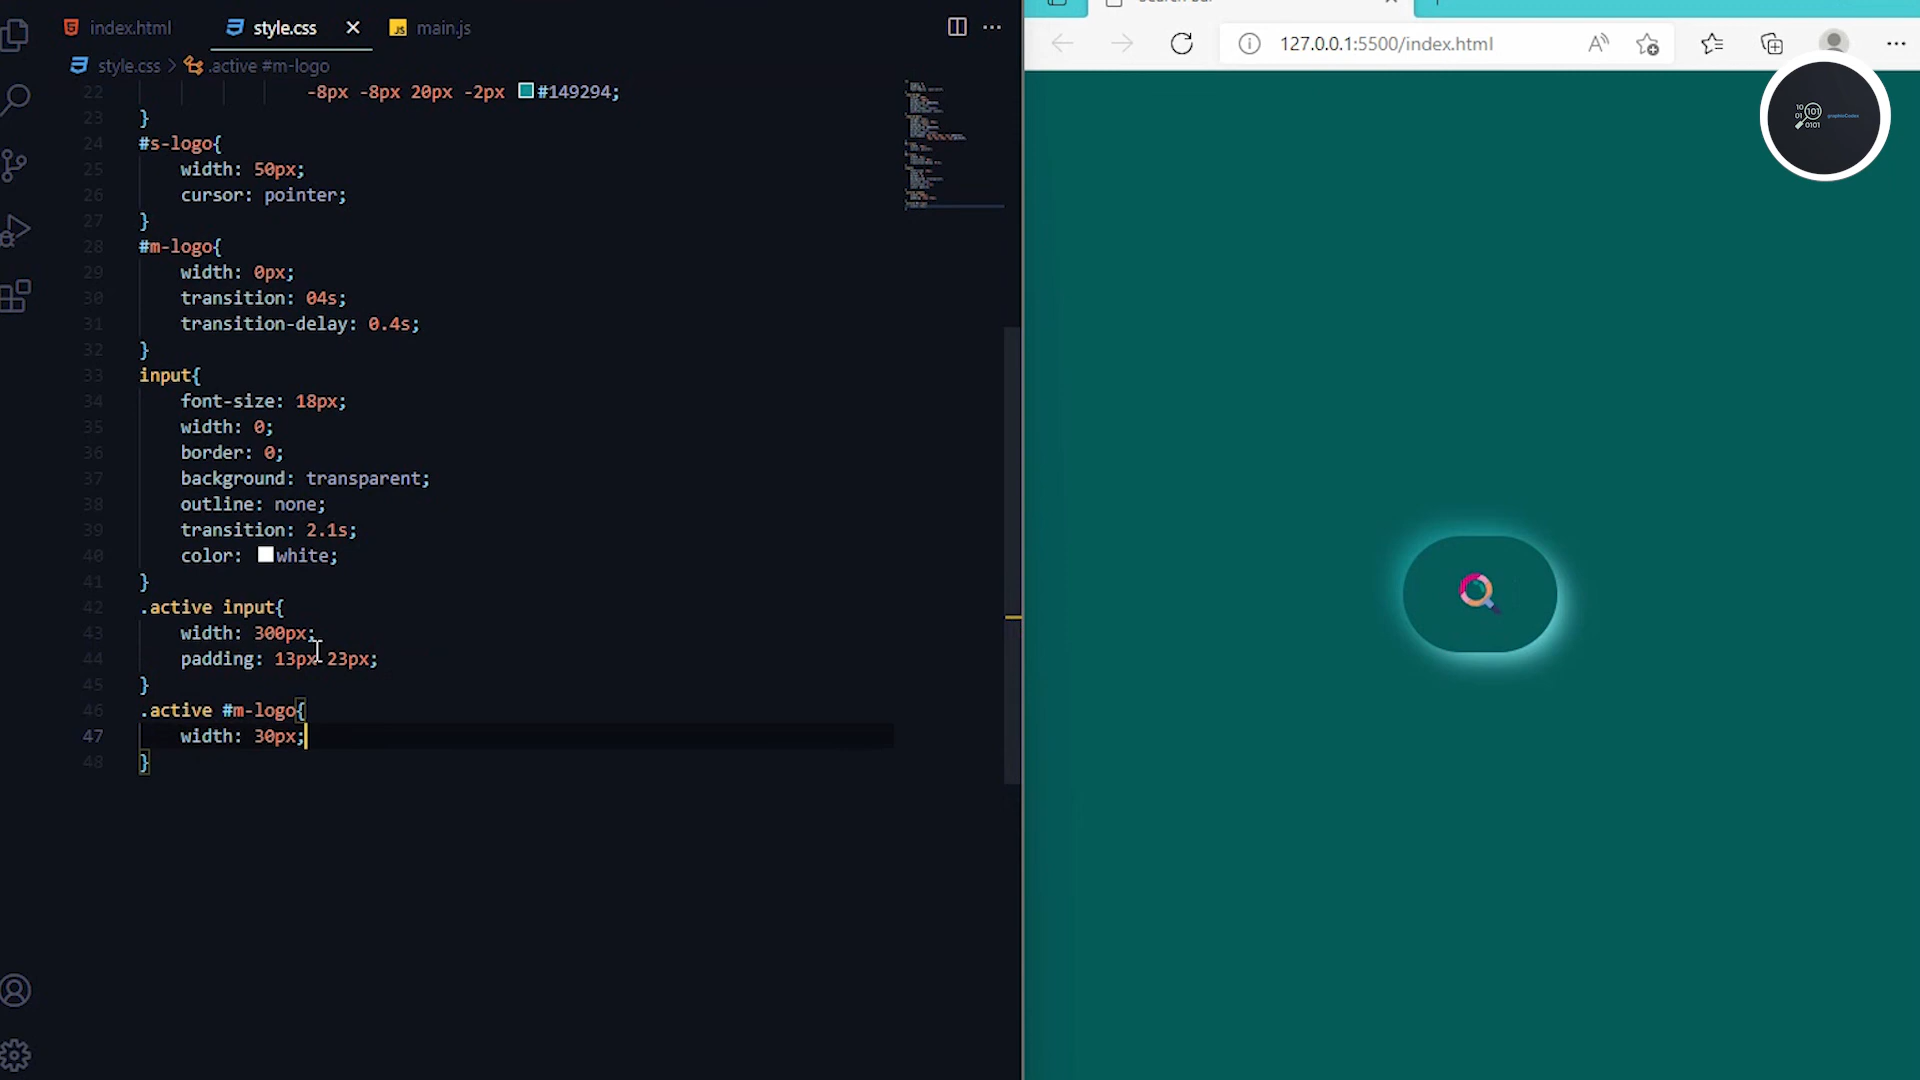 index.html style.css main.js
style.css > .active #m-logo
22 -8px -8px 20px -2px #149294;
23 }
24 #s-logo{
25 width: 50px;
26 cursor: pointer;
27 }
28 #m-logo{
29 width: 0px;
30 transition: 04s;
31 transition-delay: 0.4s;
32 }
33 input{
34 font-size: 18px;
35 width: 0;
36 border: 0;
37 background: transparent;
38 outline: none;
39 transition: 2.1s;
40 color: white;
41 }
42 .active input{
43 width: 300px;
44 padding: 13px 23px;
45 }
46 .active #m-logo{
47 width: 30px;
48 }
127.0.0.1:5500/index.html
10
01
101
0101